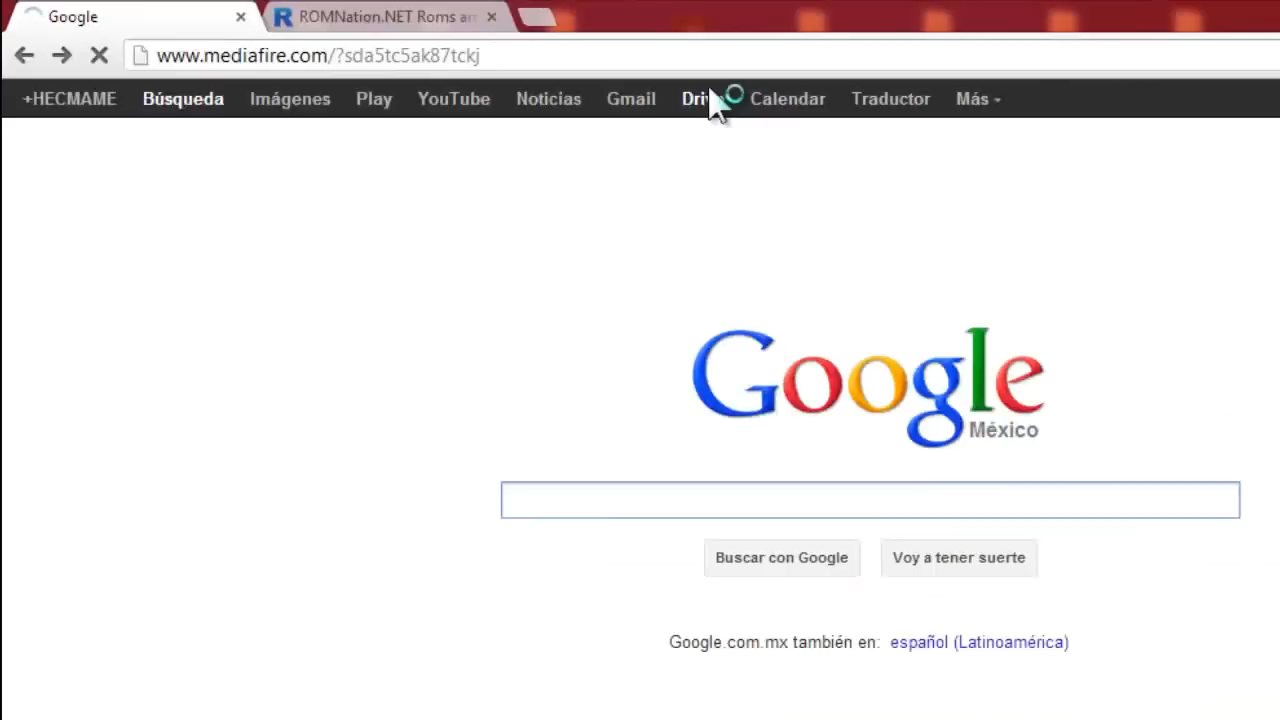 Google
ROMNation.NET Roms an
www.mediafire.com/?sda5tc5ak87tckj
+HECMAME Búsqueda Imágenes Play YouTube Noticias Gmail Calendar Traductor Más
Google
México
Buscar con Google Voy a tener suerte
Google.com.mx también en: español (Latinoamérica)